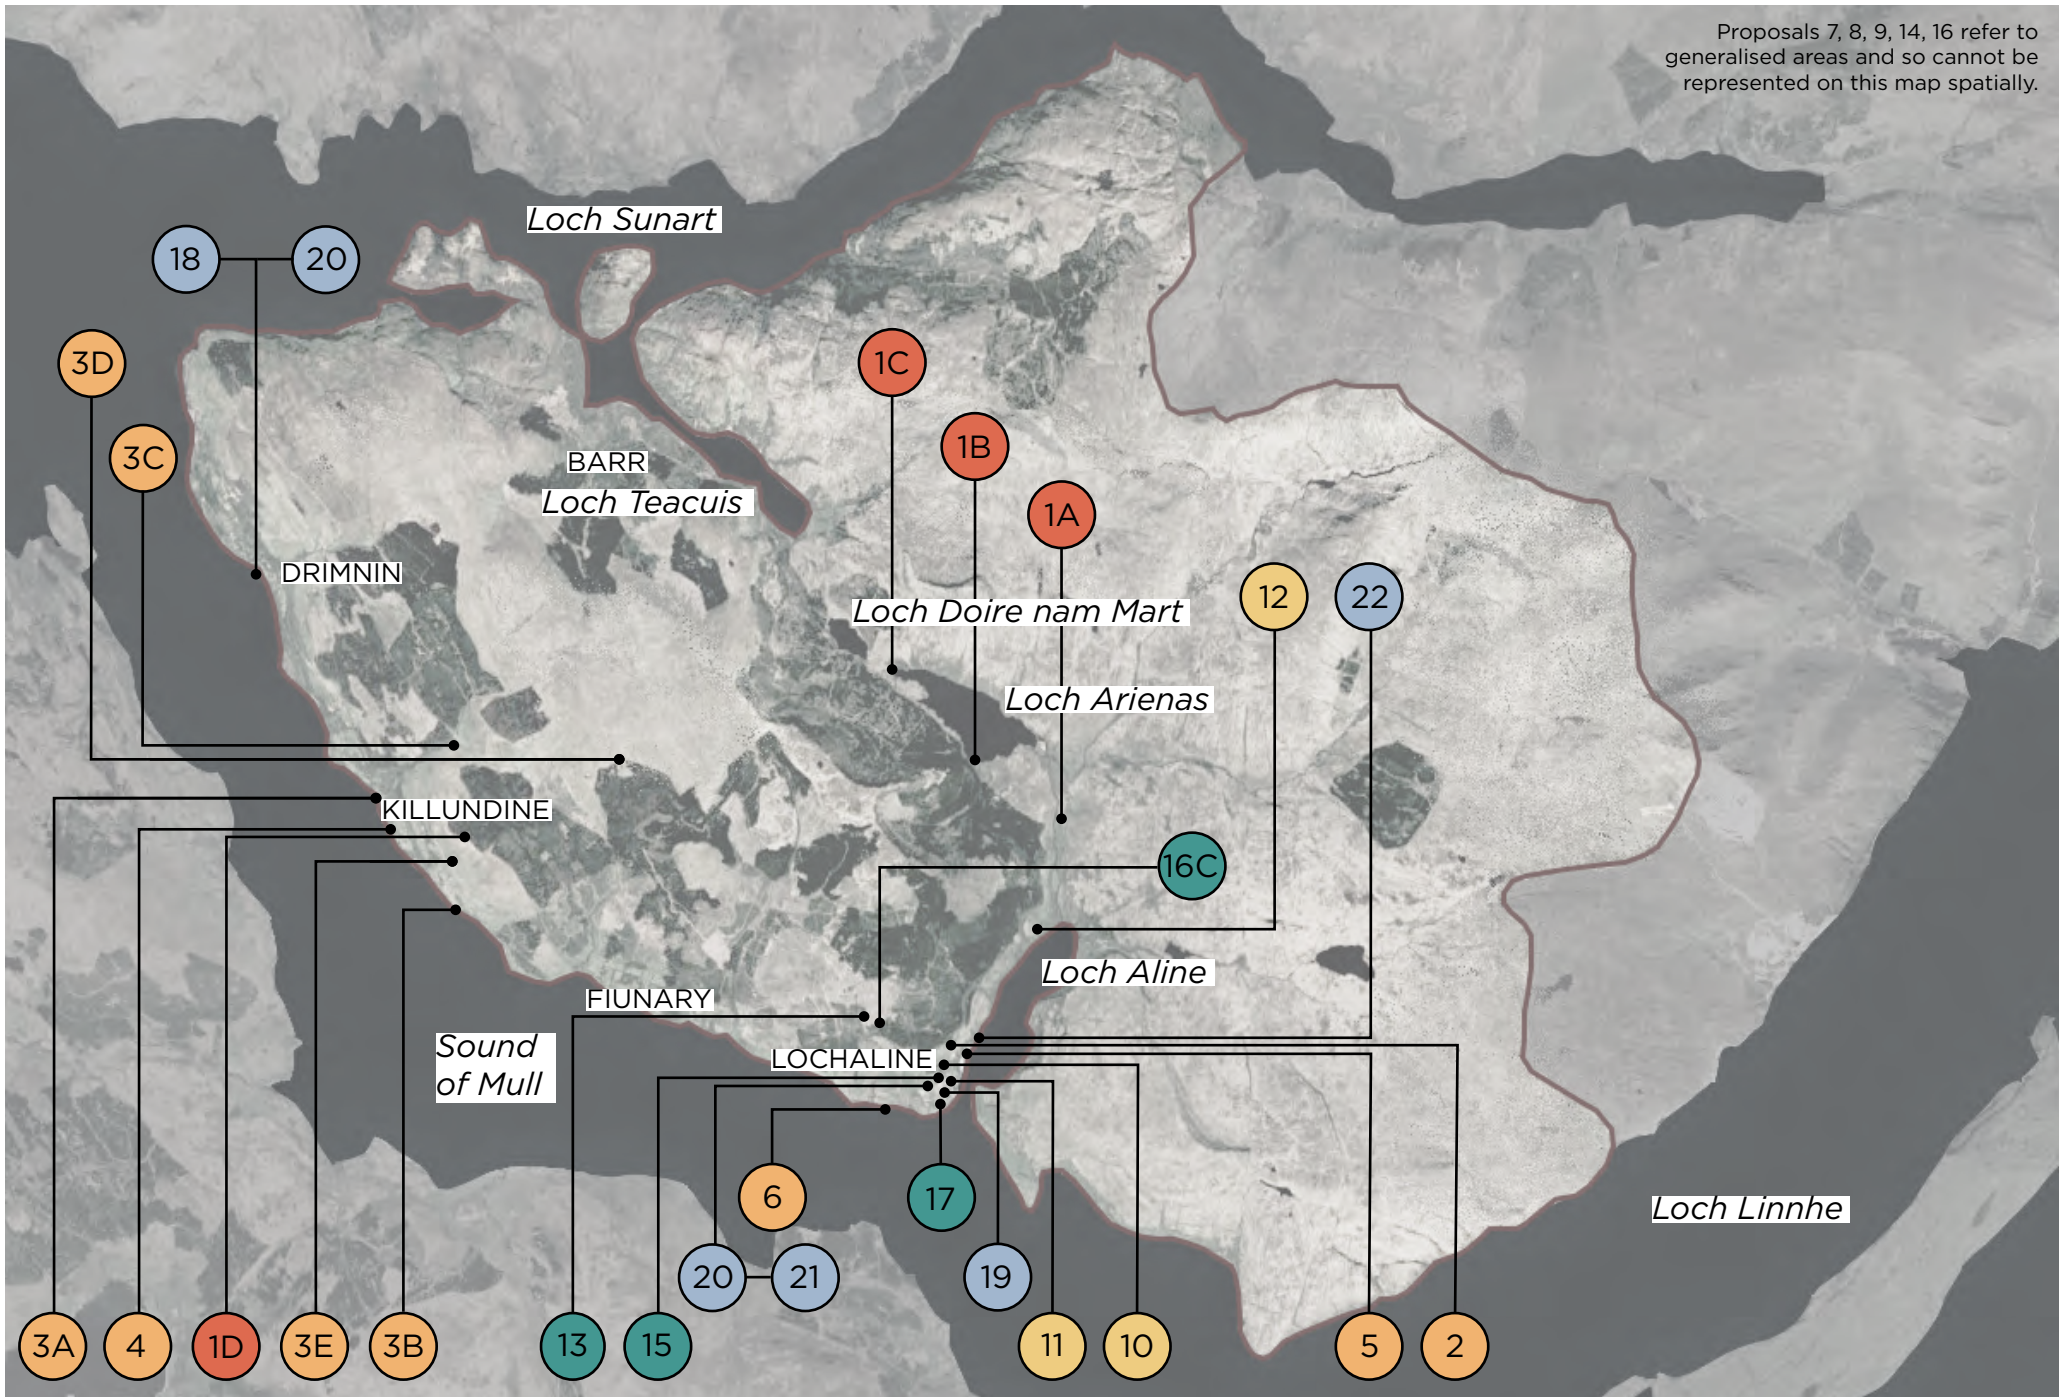 Proposals 7, 8, 9, 14, 16 refer to
generalised areas and so cannot be
represented on this map spatially.
Loch Sunart
18
20
3D
1C
3C
1B
BARR
Loch Teacuis
1A
DRIMNIN
12
22
Loch Doire nam Mart
Loch Arienas
KILLUNDINE
16C
Loch Aline
FIUNARY
Sound
of Mull
LOCHALINE
6
17
Loch Linnhe
20
21
19
3A
4
1D
3E
3B
13
15
11
10
5
2